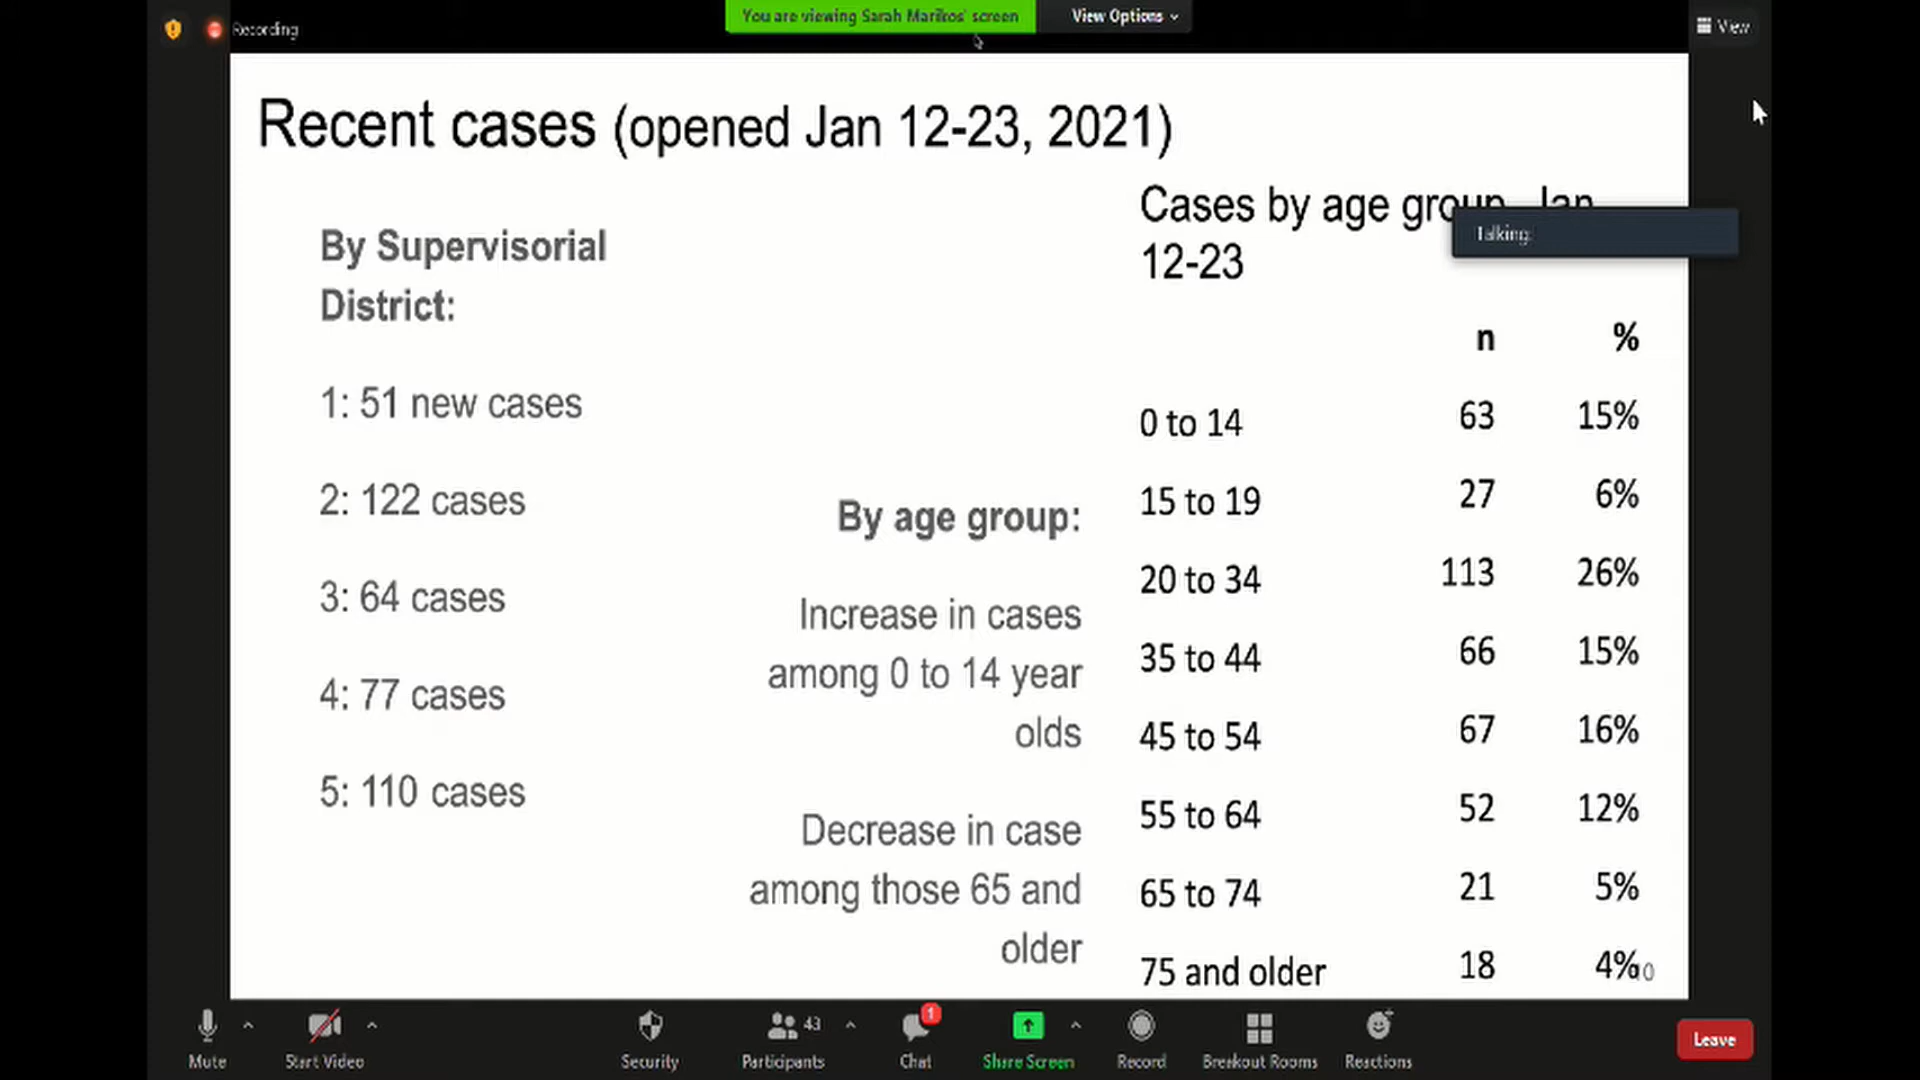 Recording
You are viewing Sarah Marikos' screen
View Options
View
Recent cases (opened Jan 12-23, 2021)
By Supervisorial
District:
1: 51 new cases
2: 122 cases
3: 64 cases
4: 77 cases
5: 110 cases
By age group:
Increase in cases
among 0 to 14 year
olds
Decrease in case
among those 65 and
older
Cases by age group, Jan
12-23
Talking:
n %
0 to 14 63 15%
15 to 19 27 6%
20 to 34 113 26%
35 to 44 66 15%
45 to 54 67 16%
55 to 64 52 12%
65 to 74 21 5%
75 and older 18 4%
10
43
1
Mute
Start Video
Security
Participants
Chat
Share Screen
Record
Breakout Rooms
Reactions
Leave